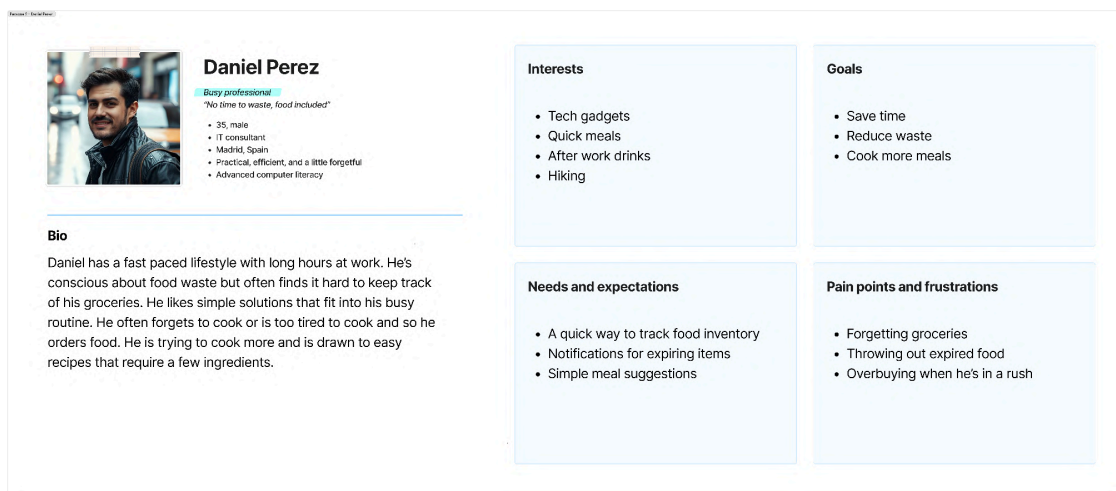 Persona 1 - Daniel Perez
Daniel Perez
Busy professional
“No time to waste, food included”
• 35, male
• IT consultant
• Madrid, Spain
• Practical, efficient, and a little forgetful
• Advanced computer literacy
Bio
Daniel has a fast paced lifestyle with long hours at work. He’s
conscious about food waste but often finds it hard to keep track
of his groceries. He likes simple solutions that fit into his busy
routine. He often forgets to cook or is too tired to cook and so he
orders food. He is trying to cook more and is drawn to easy
recipes that require a few ingredients.
Interests
• Tech gadgets
• Quick meals
• After work drinks
• Hiking
Goals
• Save time
• Reduce waste
• Cook more meals
Needs and expectations
• A quick way to track food inventory
• Notifications for expiring items
• Simple meal suggestions
Pain points and frustrations
• Forgetting groceries
• Throwing out expired food
• Overbuying when he’s in a rush